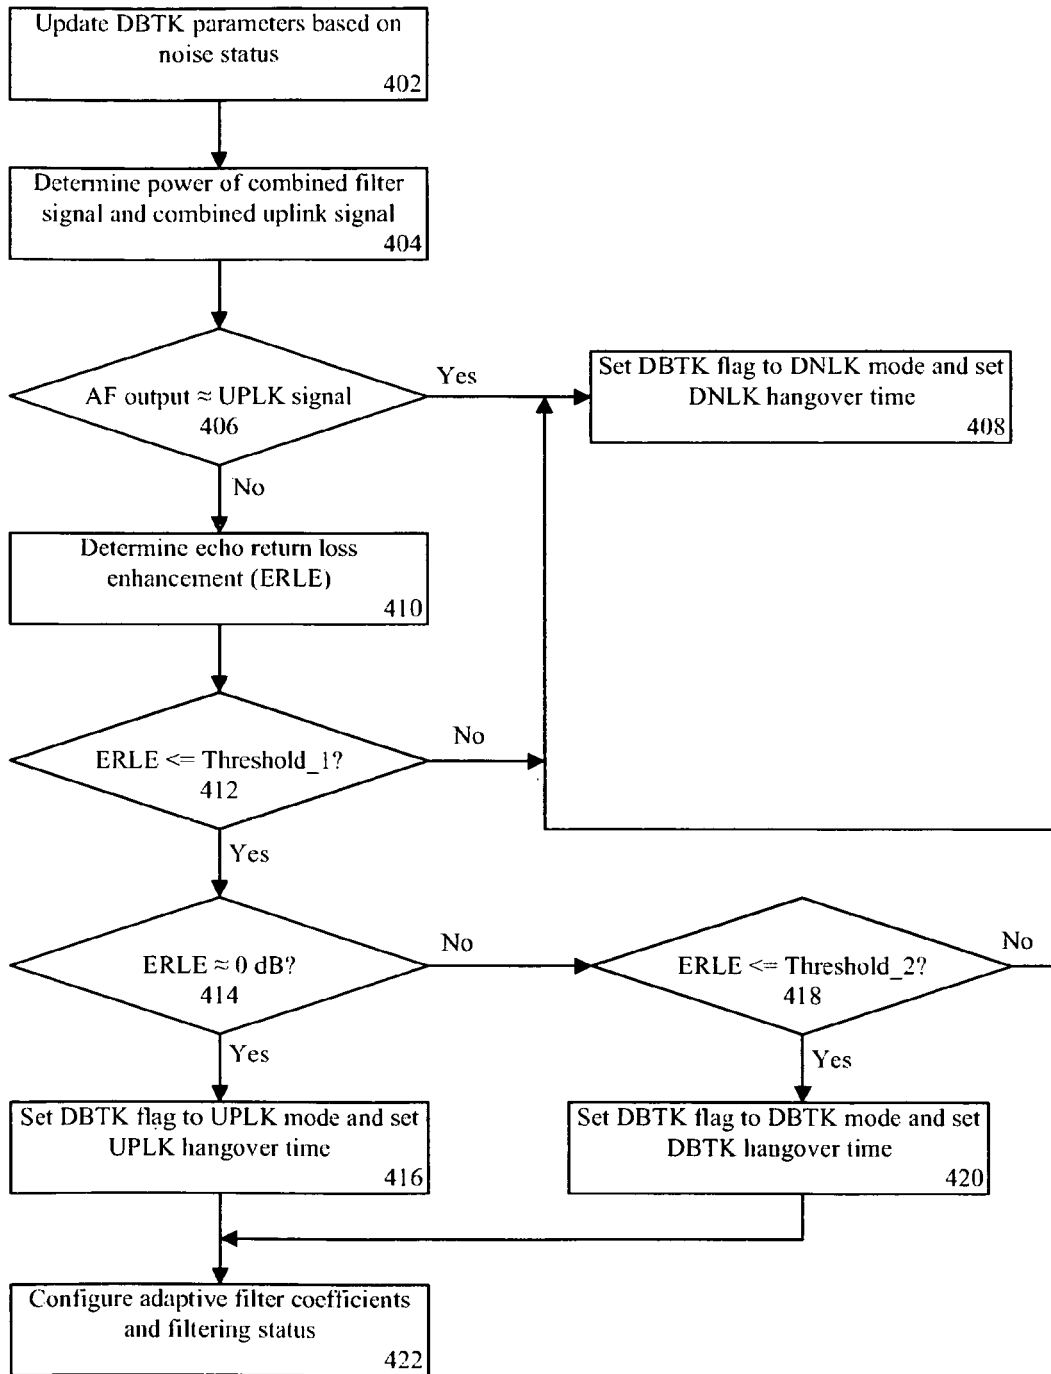 Update DBTK parameters based on
noise status
402
Determine power of combined filter
signal and combined uplink signal
404
AF output ≈ UPLK signal
406
Yes
No
Set DBTK flag to DNLK mode and set
DNLK hangover time
408
Determine echo return loss
enhancement (ERLE)
410
ERLE <= Threshold_1?
412
No
Yes
ERLE ≈ 0 dB?
414
No
Yes
ERLE <= Threshold_2?
418
No
Yes
Set DBTK flag to UPLK mode and set
UPLK hangover time
416
Set DBTK flag to DBTK mode and set
DBTK hangover time
420
Configure adaptive filter coefficients
and filtering status
422